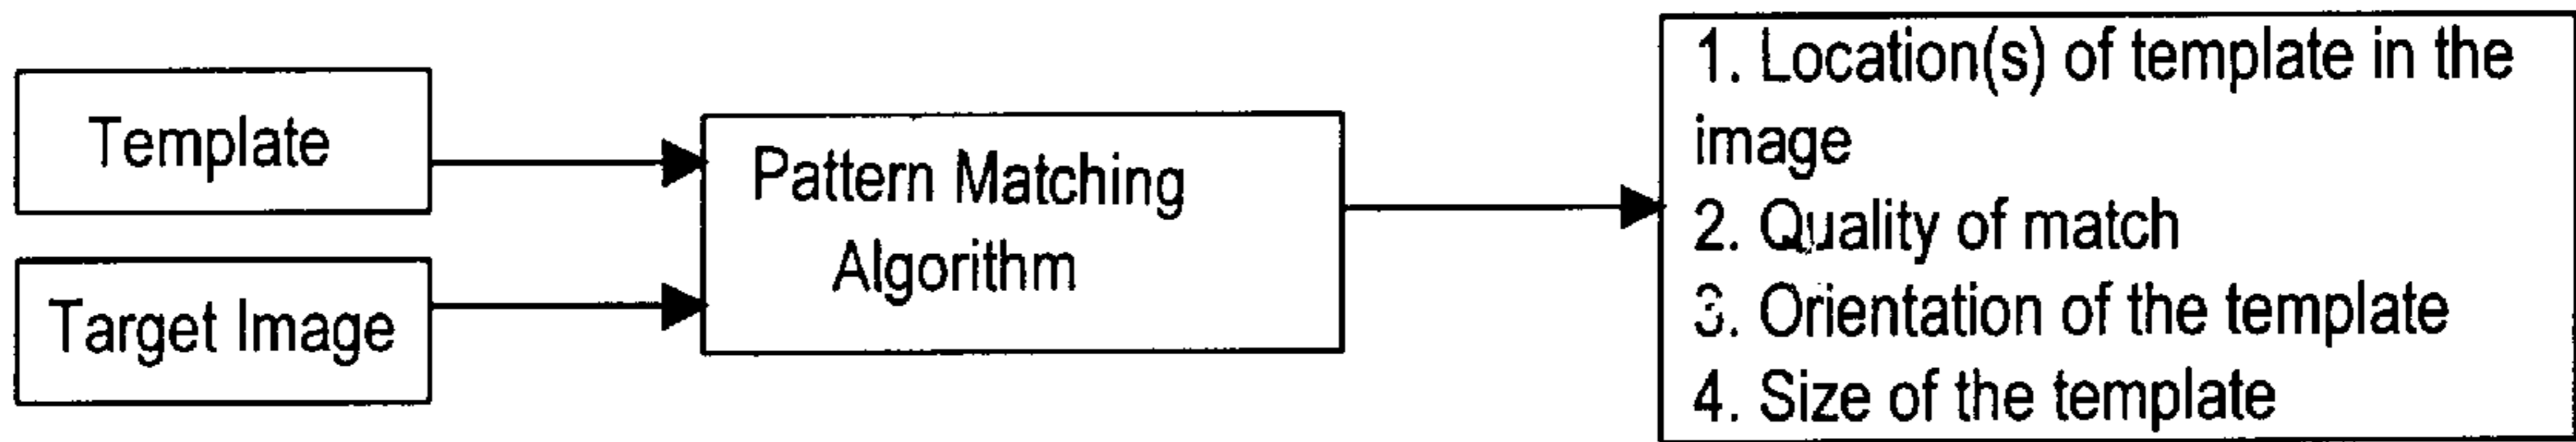 Template
Target Image
Pattern Matching
Algorithm
1. Location(s) of template in the
image
2. Quality of match
3. Orientation of the template
4. Size of the template